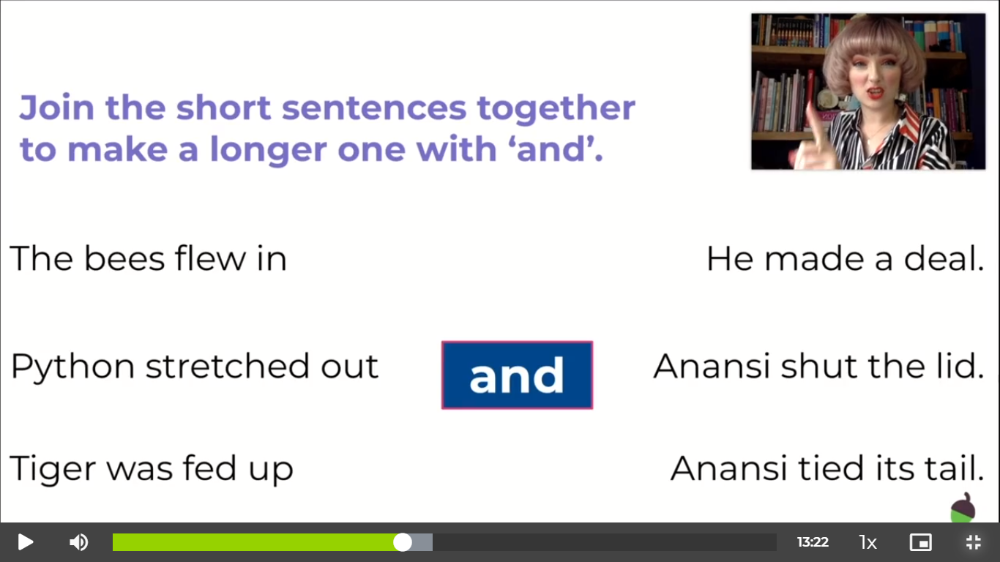 Join the short sentences together
to make a longer one with ‘and’.
The bees flew in
He made a deal.
Python stretched out
and
Anansi shut the lid.
Tiger was fed up
Anansi tied its tail.
13:22
1x